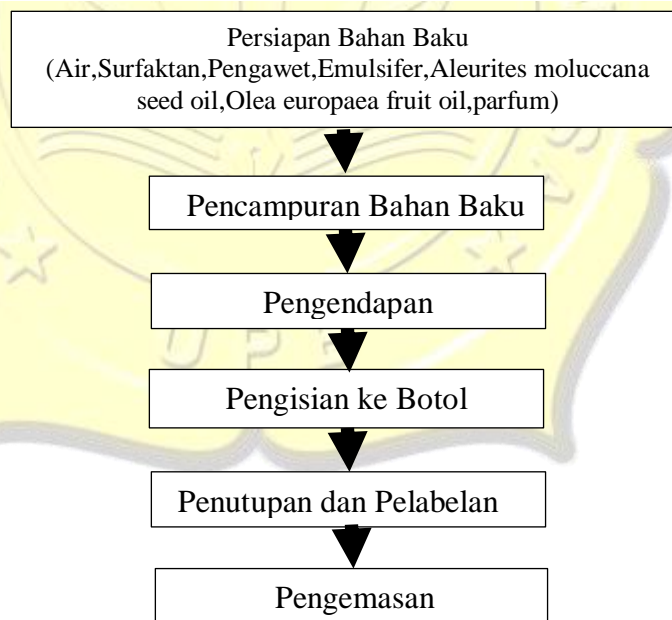 Persiapan Bahan Baku
(Air,Surfaktan,Pengawet,Emulsifer,Aleurites moluccana
seed oil,Olea europaea fruit oil,parfum)
Pencampuran Bahan Baku
Pengendapan
Pengisian ke Botol
Penutupan dan Pelabelan
Pengemasan